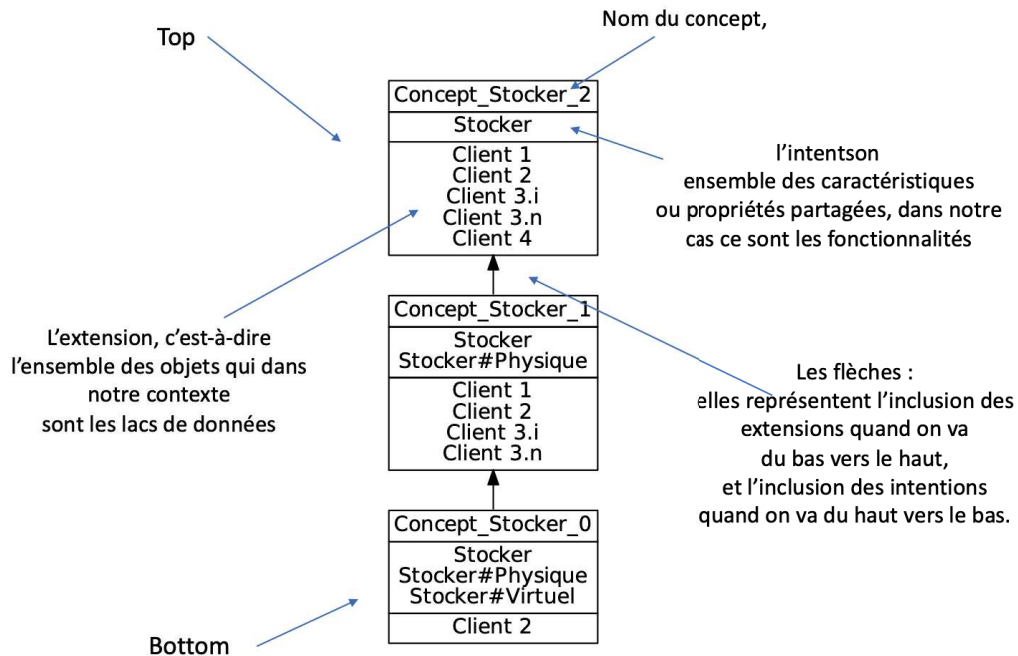 Nom du concept,
Top
Concept_Stocker_2
Stocker
Client 1
Client 2
Client 3.i
Client 3.n
Client 4
l'intentson
ensemble des caractéristiques
ou propriétés partagées, dans notre
cas ce sont les fonctionnalités
L'extension, c'est-à-dire
l'ensemble des objets qui dans
notre contexte
sont les lacs de données
Concept_Stocker_1
Stocker
Stocker#Physique
Client 1
Client 2
Client 3.i
Client 3.n
Les flèches :
elles représentent l'inclusion des
extensions quand on va
du bas vers le haut,
et l'inclusion des intentions
quand on va du haut vers le bas.
Concept_Stocker_0
Stocker
Stocker#Physique
Stocker#Virtuel
Client 2
Bottom